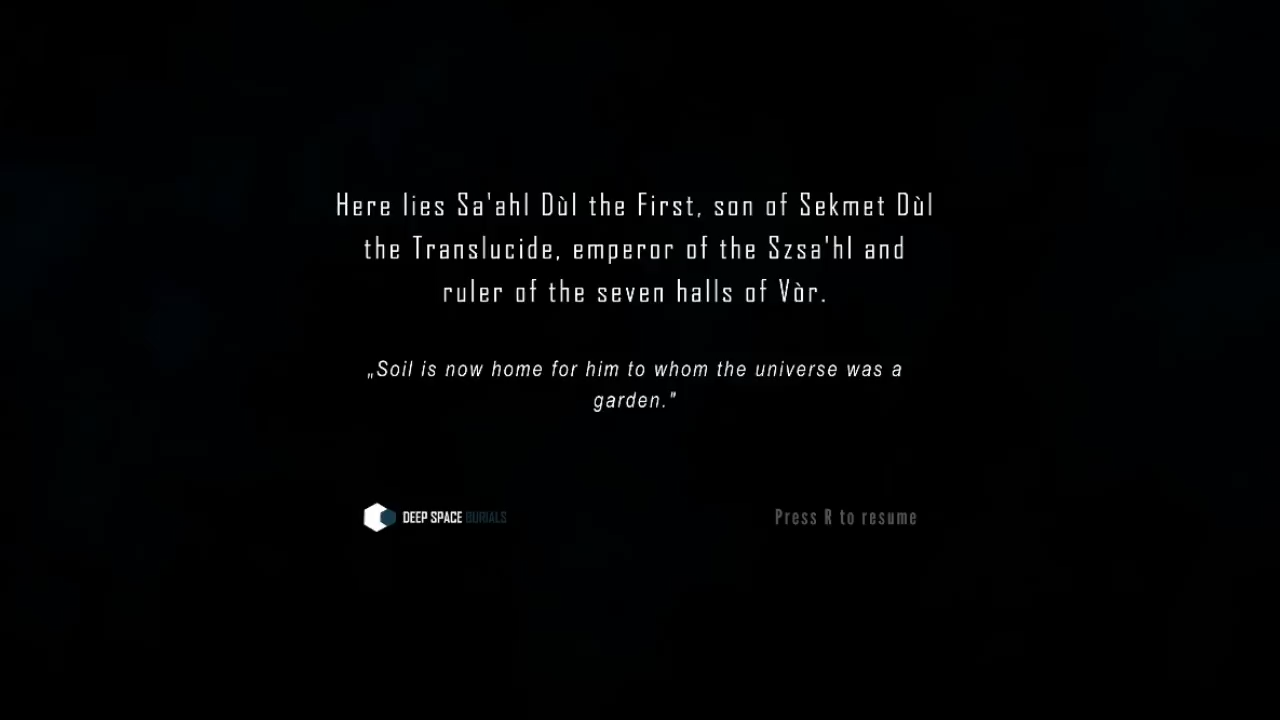 Here lies Sa'ahl Dùl the First, son of Sekmet Dùl
the Translucide, emperor of the Szsa'hl and
ruler of the seven halls of Vòr.
„Soil is now home for him to whom the universe was a
garden."
DEEP SPACE BURIALS
Press R to resume